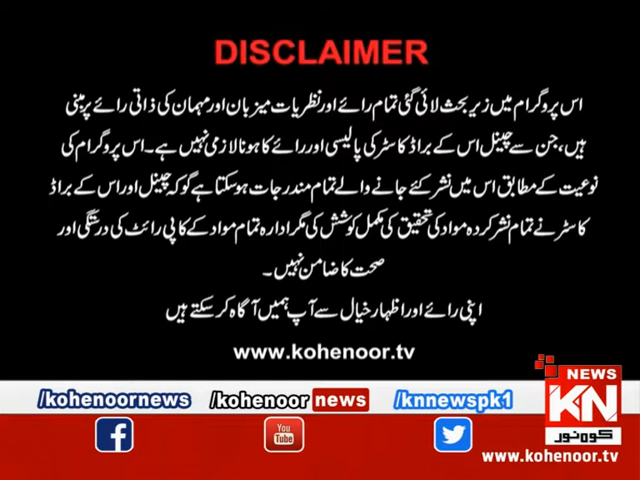 DISCLAIMER
اس پروگرام میں زیر بحث لائی گئی تمام رائے اور نظریات میزبان اور مہمان کی ذاتی رائے پر مبنی
ہیں، جن سے چینل اس کے براڈ کاسٹر کی پالیسی اور رائے کا ہونا لازمی نہیں ہے۔ اس پروگرام کی
نوعیت کے مطابق اس میں نشر کئے جانے والے تمام مندرجات ہوسکتا ہے گو کہ چینل اور اس کے براڈ
کاسٹر نے تمام نشر کردہ مواد کی تحقیق کی مکمل کوشش کی مگر ادارہ تمام مواد کے کاپی رائٹ کی درستگی اور
صحت کا ضامن نہیں۔
اپنی رائے اور اظہار خیال سے آپ ہمیں آگاہ کر سکتے ہیں
www.kohenoor.tv
/kohenoornews /kohenoor news /knnewspk1
You Tube
NEWS
KN
کوہ نور
www.kohenoor.tv